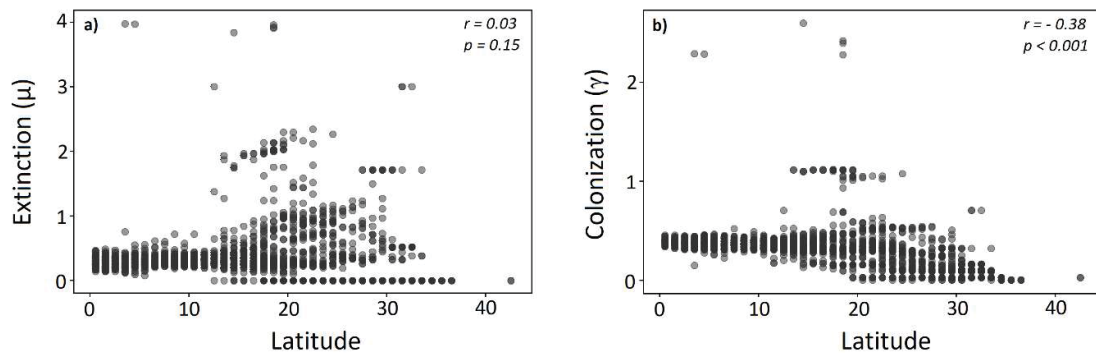 a)
r = 0.03
p = 0.15
Extinction (μ)
4
3
2
1
0
0 10 20 30 40
Latitude
b)
r = - 0.38
p < 0.001
Colonization (γ)
2
1
0
0 10 20 30 40
Latitude